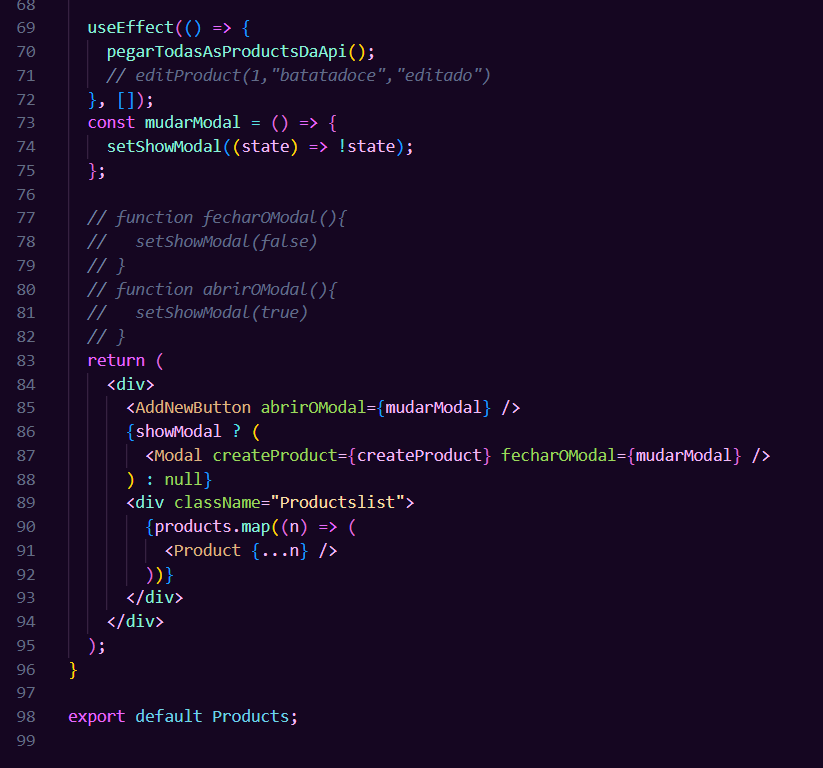 68
69 useEffect(() => {
70 pegarTodasAsProductsDaApi();
71 // editProduct(1,"batatadoce","editado")
72 }, []);
73 const mudarModal = () => {
74 setShowModal((state) => !state);
75 };
76
77 // function fecharOModal(){
78 //   setShowModal(false)
79 // }
80 // function abrirOModal(){
81 //   setShowModal(true)
82 // }
83 return (
84 <div>
85 <AddNewButton abrirOModal={mudarModal} />
86 {showModal ? (
87 <Modal createProduct={createProduct} fecharOModal={mudarModal} />
88 ) : null}
89 <div className="Productslist">
90 {products.map((n) => (
91 <Product {...n} />
92 ))}
93 </div>
94 </div>
95 );
96 }
97
98 export default Products;
99